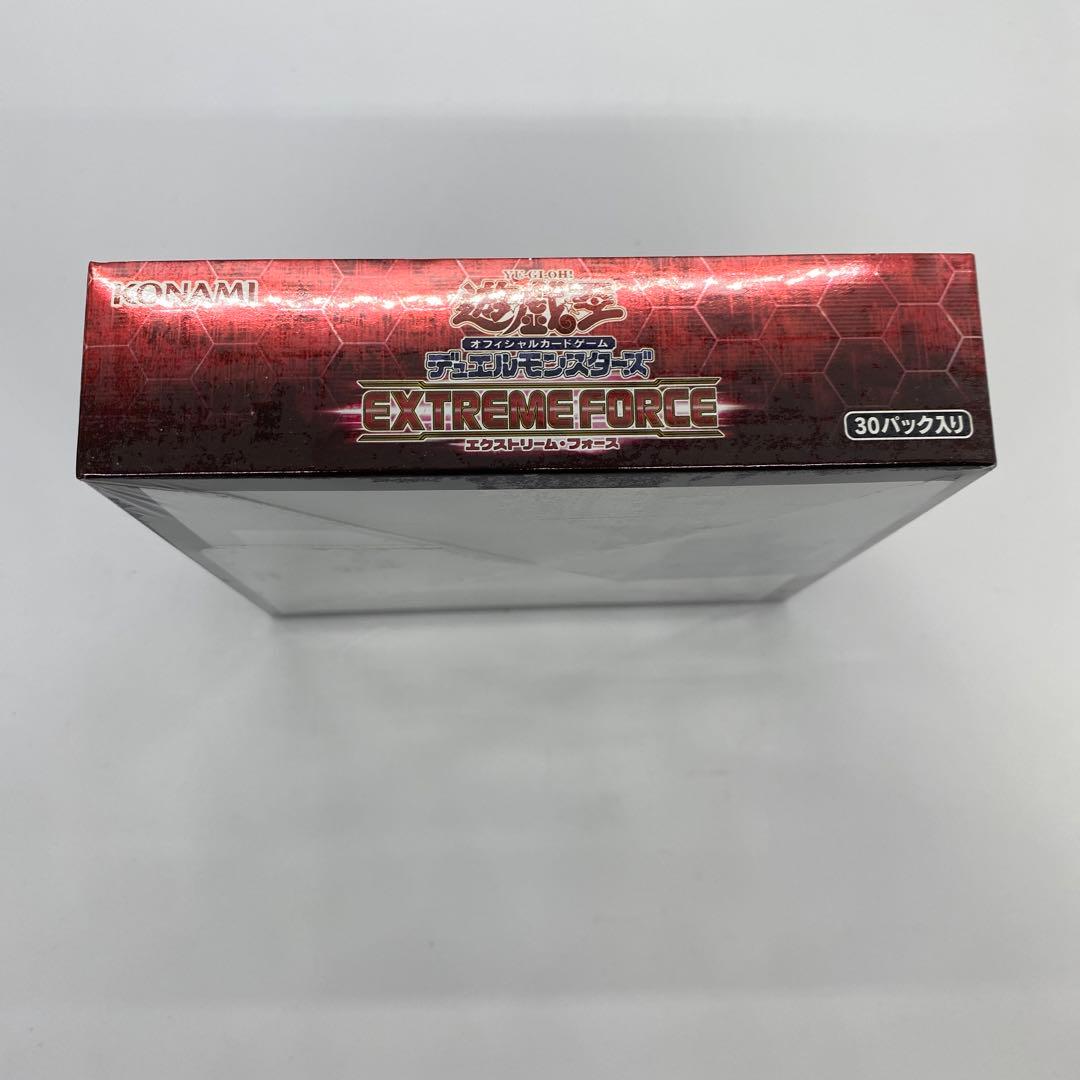 KONAMI
YU-GI-OH!
遊戯王
オフィシャルカードゲーム
デュエルモンスターズ
EXTREME FORCE
エクストリーム・フォース
30パック入り